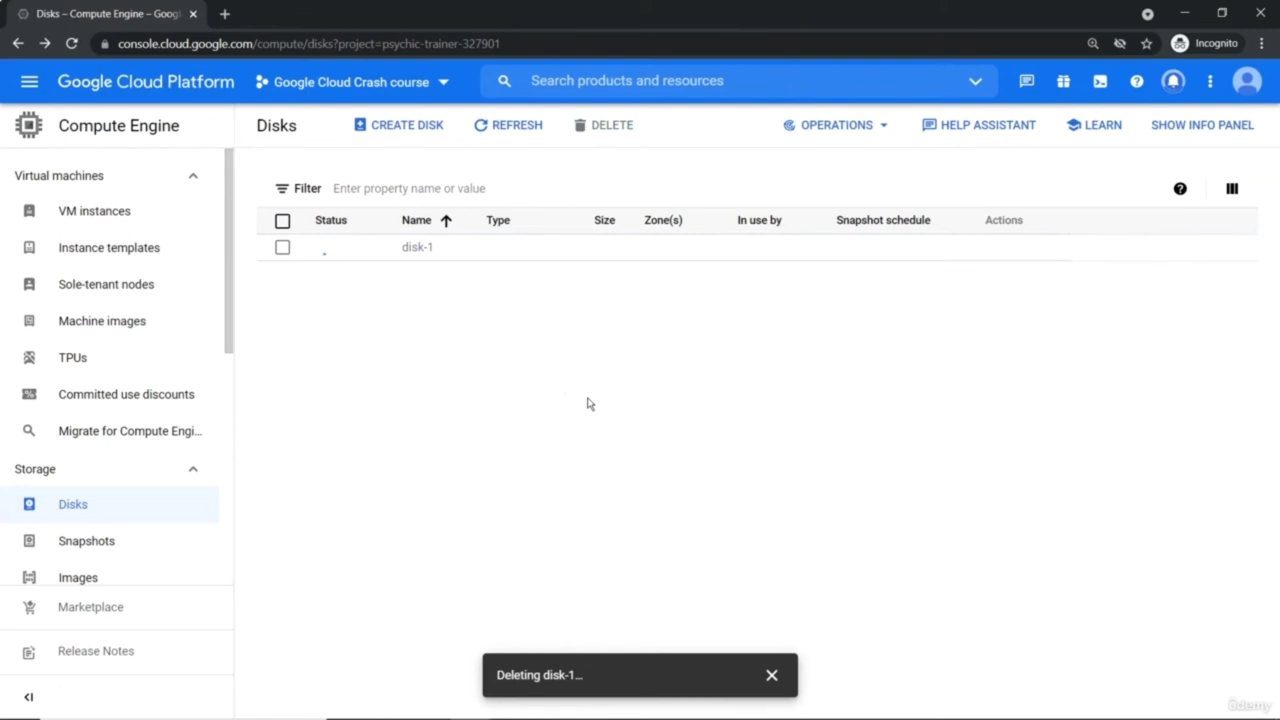 Disks – Compute Engine – Googl
console.cloud.google.com/compute/disks?project=psychic-trainer-327901
Incognito
Google Cloud Platform
Google Cloud Crash course
Search products and resources
Compute Engine
Disks
CREATE DISK
REFRESH
DELETE
OPERATIONS
HELP ASSISTANT
LEARN
SHOW INFO PANEL
Virtual machines
VM instances
Instance templates
Sole-tenant nodes
Machine images
TPUs
Committed use discounts
Migrate for Compute Engi...
Storage
Disks
Snapshots
Images
Marketplace
Release Notes
Filter Enter property name or value
Status Name Type Size Zone(s) In use by Snapshot schedule Actions
disk-1
Deleting disk-1...
Udemy